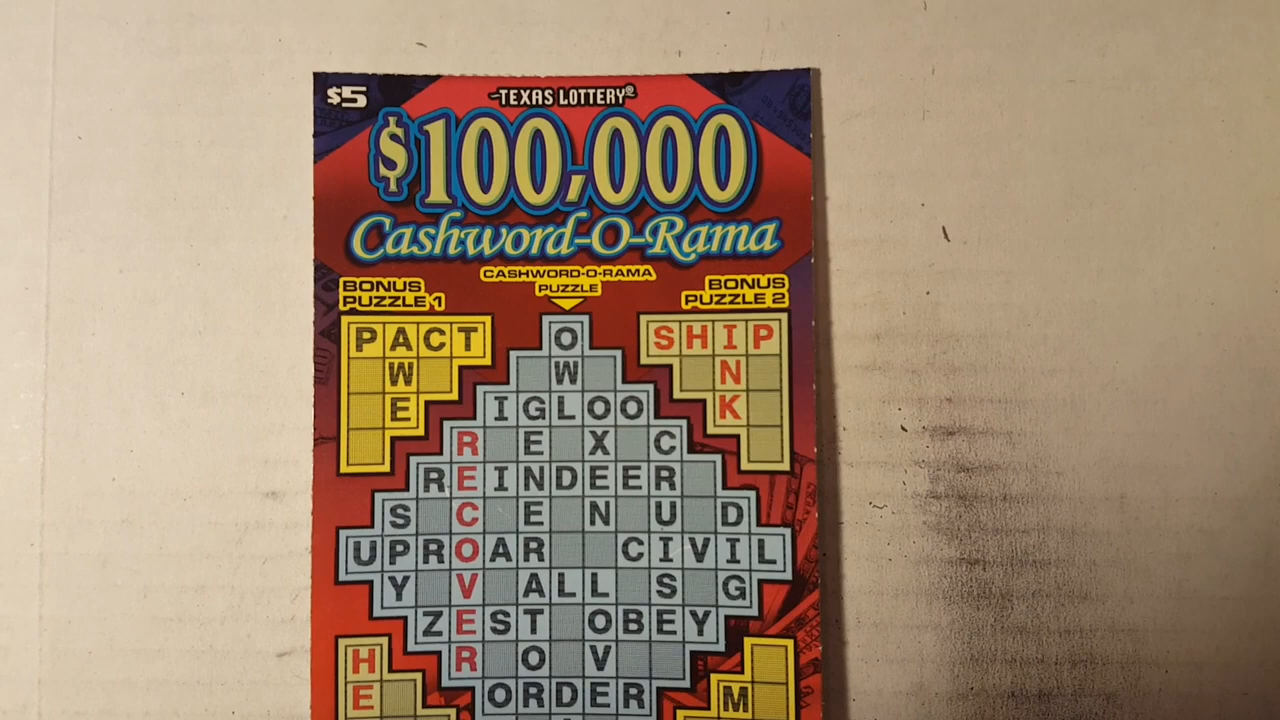 $5
TEXAS LOTTERY®
$100,000
Cashword-O-Rama
BONUS
PUZZLE 1
CASHWORD-O-RAMA
PUZZLE
BONUS
PUZZLE 2
PACT
W
E
SHIP
N
K
O
W
IGLOO
R E X C
REINDEER
S C E N U D
UPROAR CIVIL
Y V ALL S G
ZEST OBEY
R O V
ORDER
H
E
M